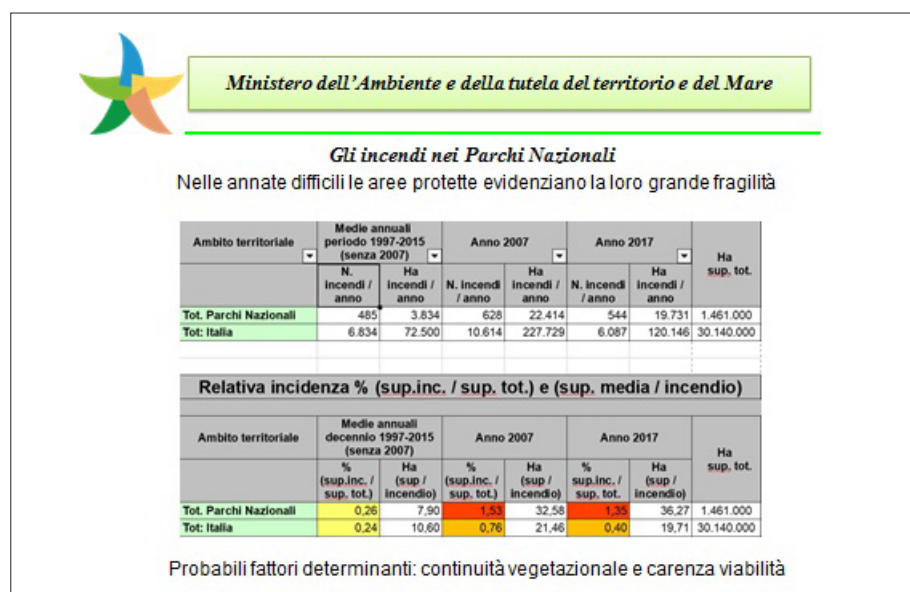 Ministero dell'Ambiente e della tutela del territorio e del Mare
Gli incendi nei Parchi Nazionali
Nelle annate difficili le aree protette evidenziano la loro grande fragilità
Ambito territoriale | Medie annuali periodo 1997-2015 (senza 2007) | Anno 2007 | Anno 2017 | Ha sup. tot.
N. incendi / anno | Ha incendi / anno | N. incendi / anno | Ha incendi / anno | N. incendi / anno | Ha incendi / anno
Tot. Parchi Nazionali | 485 | 3.834 | 628 | 22.414 | 544 | 19.731 | 1.461.000
Tot: Italia | 6.834 | 72.500 | 10.614 | 227.729 | 6.087 | 120.146 | 30.140.000
Relativa incidenza % (sup.inc. / sup. tot.) e (sup. media / incendio)
Ambito territoriale | Medie annuali decennio 1997-2015 (senza 2007) | Anno 2007 | Anno 2017 | Ha sup. tot.
% (sup.inc. / sup. tot.) | Ha (sup / incendio) | % (sup.inc. / sup. tot.) | Ha (sup / incendio) | % sup.inc. / sup. tot. | Ha (sup / incendio)
Tot. Parchi Nazionali | 0,26 | 7,90 | 1,53 | 32,58 | 1,35 | 36,27 | 1.461.000
Tot: Italia | 0,24 | 10,60 | 0,76 | 21,46 | 0,40 | 19,71 | 30.140.000
Probabili fattori determinanti: continuità vegetazionale e carenza viabilità